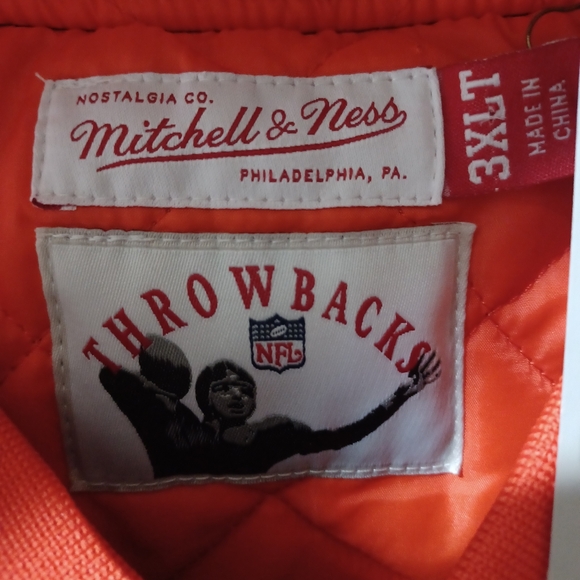 NOSTALGIA CO.
Mitchell & Ness
PHILADELPHIA, PA.
3XLT
MADE IN
CHINA
THROWBACKS
NFL